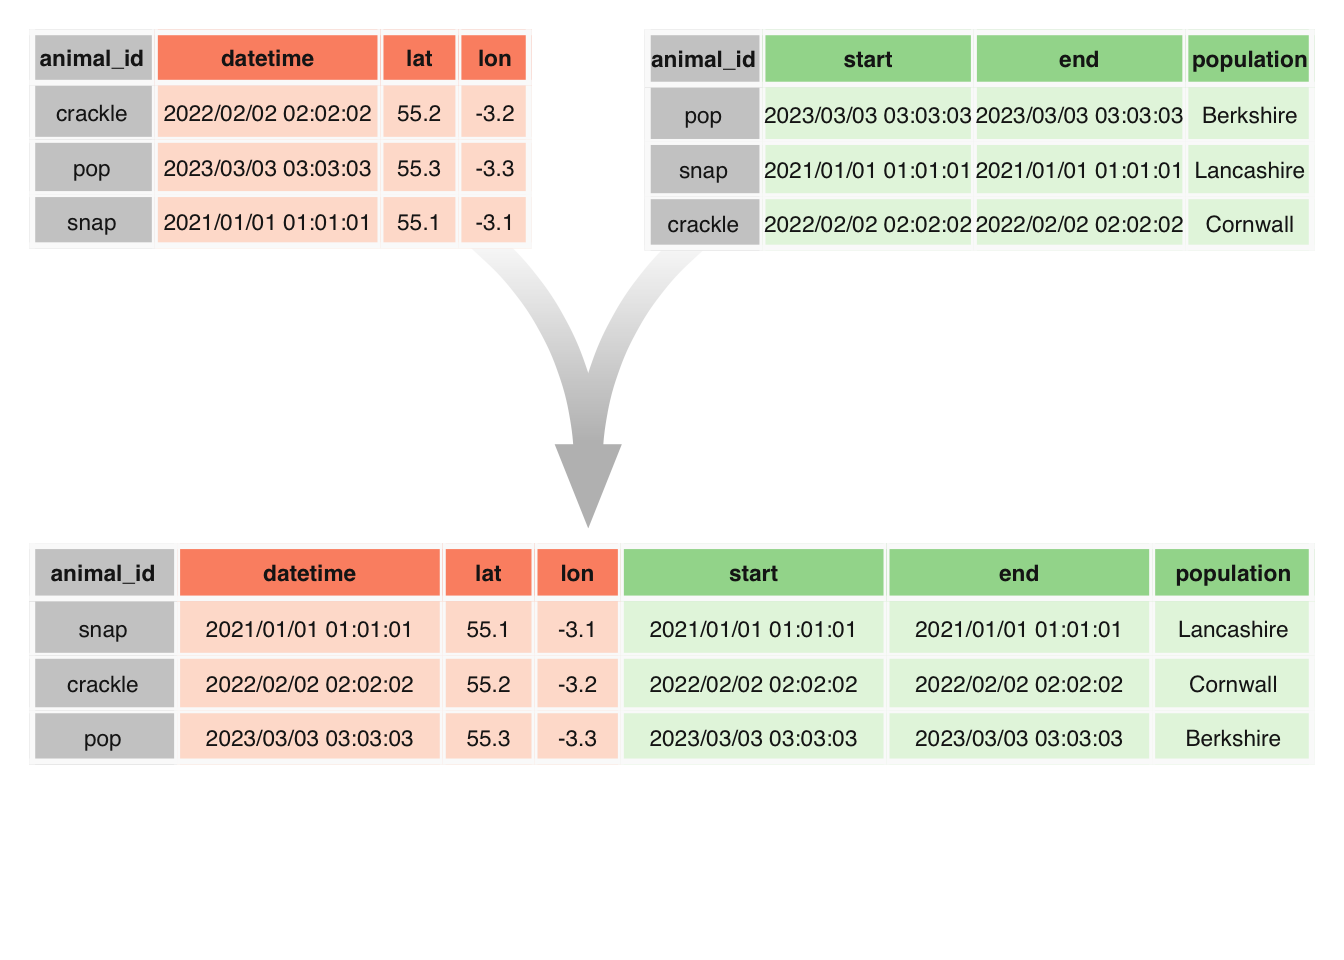 animal_id datetime lat lon
crackle 2022/02/02 02:02:02 55.2 -3.2
pop 2023/03/03 03:03:03 55.3 -3.3
snap 2021/01/01 01:01:01 55.1 -3.1
animal_id start end population
pop 2023/03/03 03:03:03 2023/03/03 03:03:03 Berkshire
snap 2021/01/01 01:01:01 2021/01/01 01:01:01 Lancashire
crackle 2022/02/02 02:02:02 2022/02/02 02:02:02 Cornwall
animal_id datetime lat lon start end population
snap 2021/01/01 01:01:01 55.1 -3.1 2021/01/01 01:01:01 2021/01/01 01:01:01 Lancashire
crackle 2022/02/02 02:02:02 55.2 -3.2 2022/02/02 02:02:02 2022/02/02 02:02:02 Cornwall
pop 2023/03/03 03:03:03 55.3 -3.3 2023/03/03 03:03:03 2023/03/03 03:03:03 Berkshire